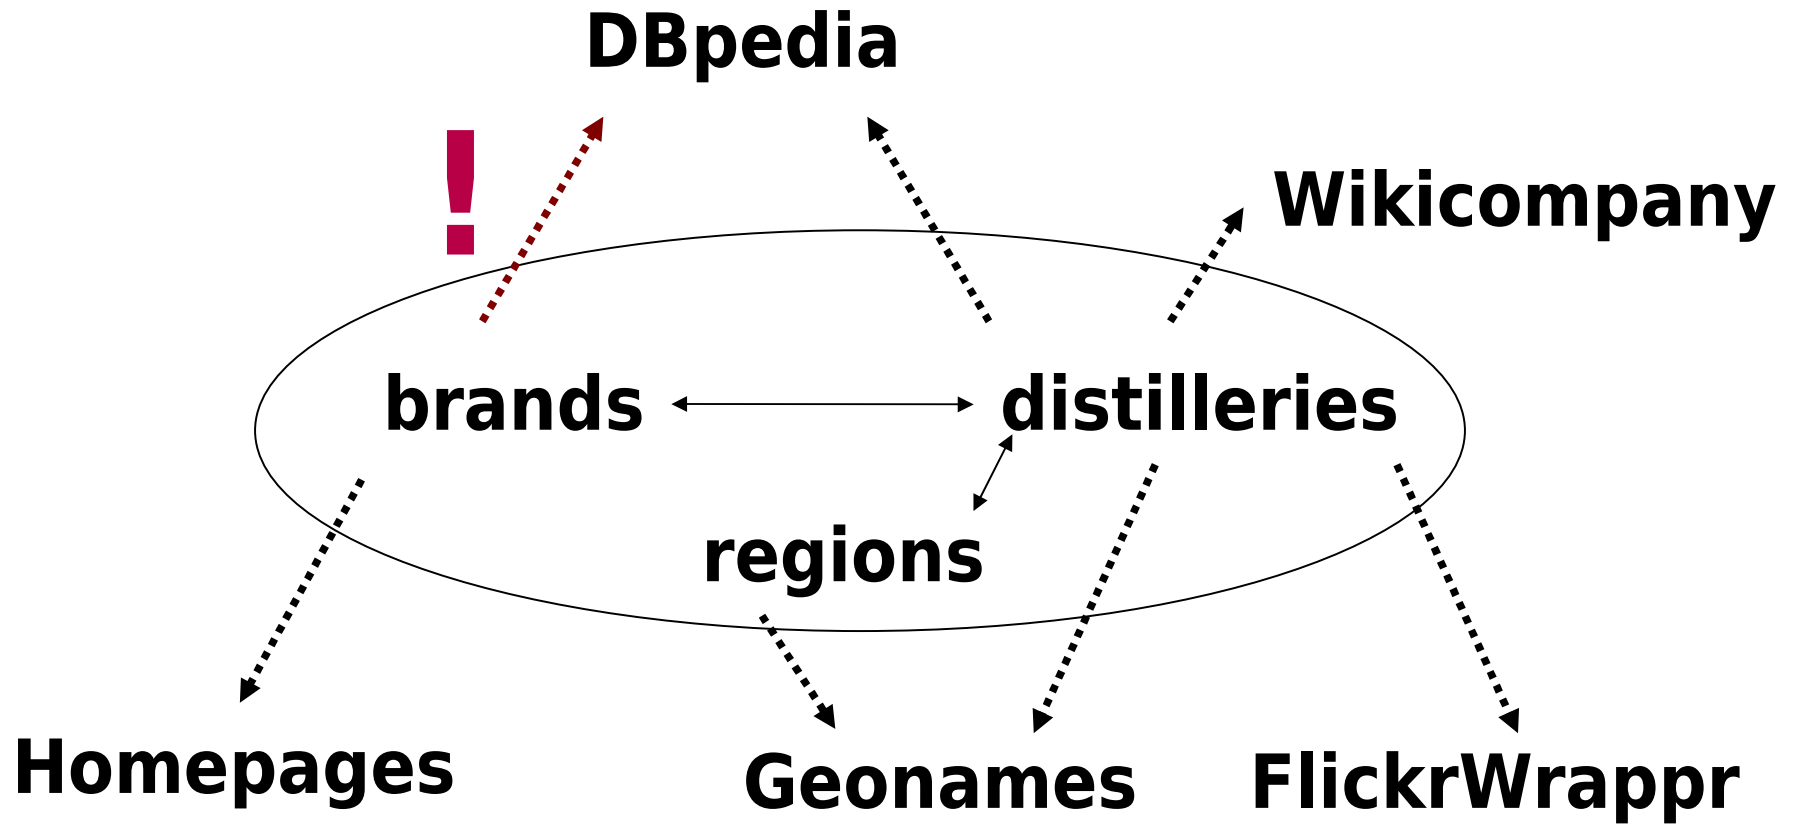 DBpedia
!
Wikicompany
brands
distilleries
regions
Homepages
Geonames
FlickrWrappr